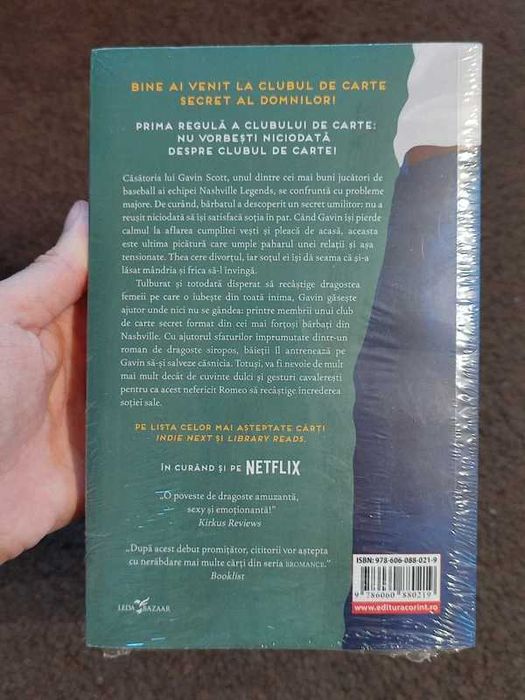 BINE AI VENIT LA CLUBUL DE CARTE
SECRET AL DOMNILOR!
PRIMA REGULĂ A CLUBULUI DE CARTE:
NU VORBEȘTI NICIODATĂ
DESPRE CLUBUL DE CARTE!
Căsătoria lui Gavin Scott, unul dintre cei mai buni jucători de
baseball ai echipei Nashville Legends, se confruntă cu probleme
majore. De curând, bărbatul a descoperit un secret umilitor: nu a
reușit niciodată să își satisfacă soția în pat. Când Gavin își pierde
calmul la aflarea cumplitei vești și pleacă de acasă, aceasta
este ultima picătură care umple paharul unei relații și așa
tensionate. Thea cere divorțul, iar soțul ei își dă seama că și-a
lăsat mândria și frica să-l învingă.
Tulburat și totodată disperat să recâștige dragostea
femeii pe care o iubește din toată inima, Gavin găsește
ajutor unde nici nu se gândea: printre membrii unui club
de carte secret format din cei mai forțoși bărbați din
Nashville. Cu ajutorul sfaturilor împrumutate dintr-un
roman de dragoste siropos, băieții îl antrenează pe
Gavin să-și salveze căsnicia. Totuși, va fi nevoie de mult
mai mult decât de cuvinte dulci și gesturi cavalerești
pentru ca acest nefericit Romeo să recâștige încrederea
soției sale.
PE LISTA CELOR MAI AȘTEPTATE CĂRȚI
INDIE NEXT ȘI LIBRARY READS.
ÎN CURÂND ȘI PE NETFLIX
„O poveste de dragoste amuzantă,
sexy și emoționantă!”
Kirkus Reviews
„După acest debut promițător, cititorii vor aștepta
cu nerăbdare mai multe cărți din seria BROMANCE.”
Booklist
LEDA BAZAAR
ISBN: 978-606-088-021-9
9 786060 880219
www.edituracorint.ro